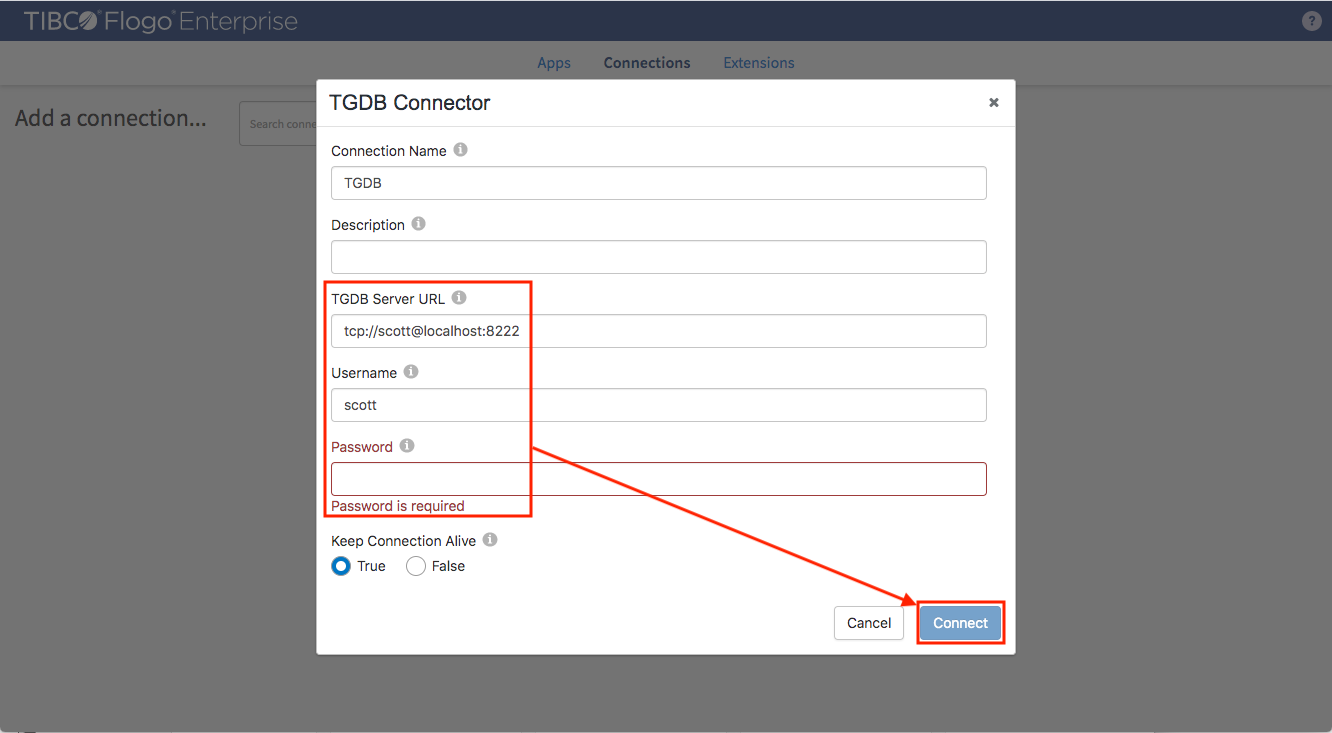 TIBCO® Flogo® Enterprise
?
Apps Connections Extensions
Add a connection...
Search conne
TGDB Connector
×
Connection Name i
TGDB
Description i
TGDB Server URL i
tcp://scott@localhost:8222
Username i
scott
Password i
Password is required
Keep Connection Alive i
True False
Cancel Connect